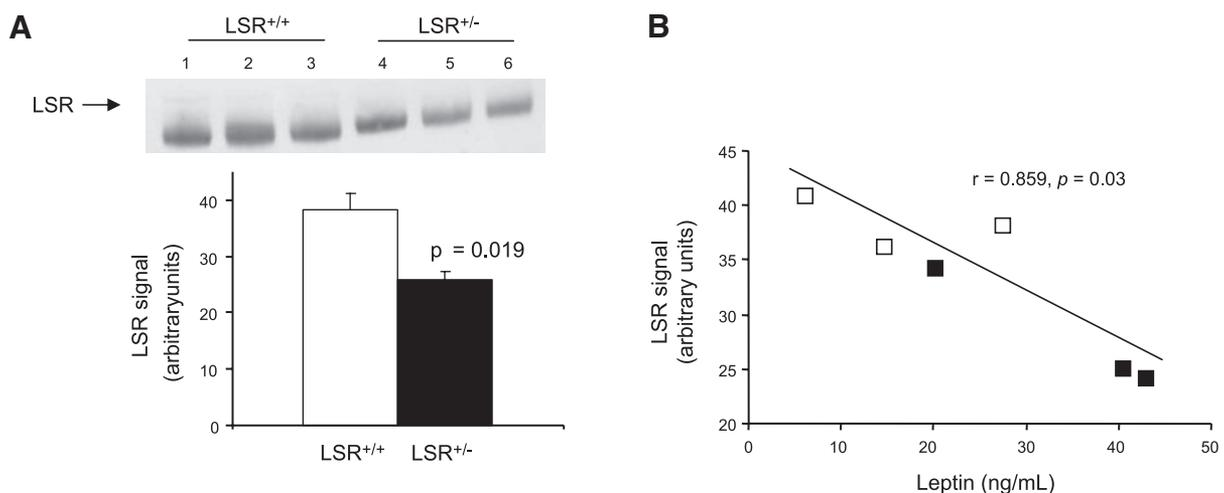 A
LSR+/+ LSR+/-
1 2 3 4 5 6
LSR
LSR signal
(arbitraryunits)
40
30
20
10
0
p = 0.019
LSR+/+ LSR+/-
B
r = 0.859, p = 0.03
LSR signal
(arbitrary units)
45
40
35
30
25
20
0 10 20 30 40 50
Leptin (ng/mL)